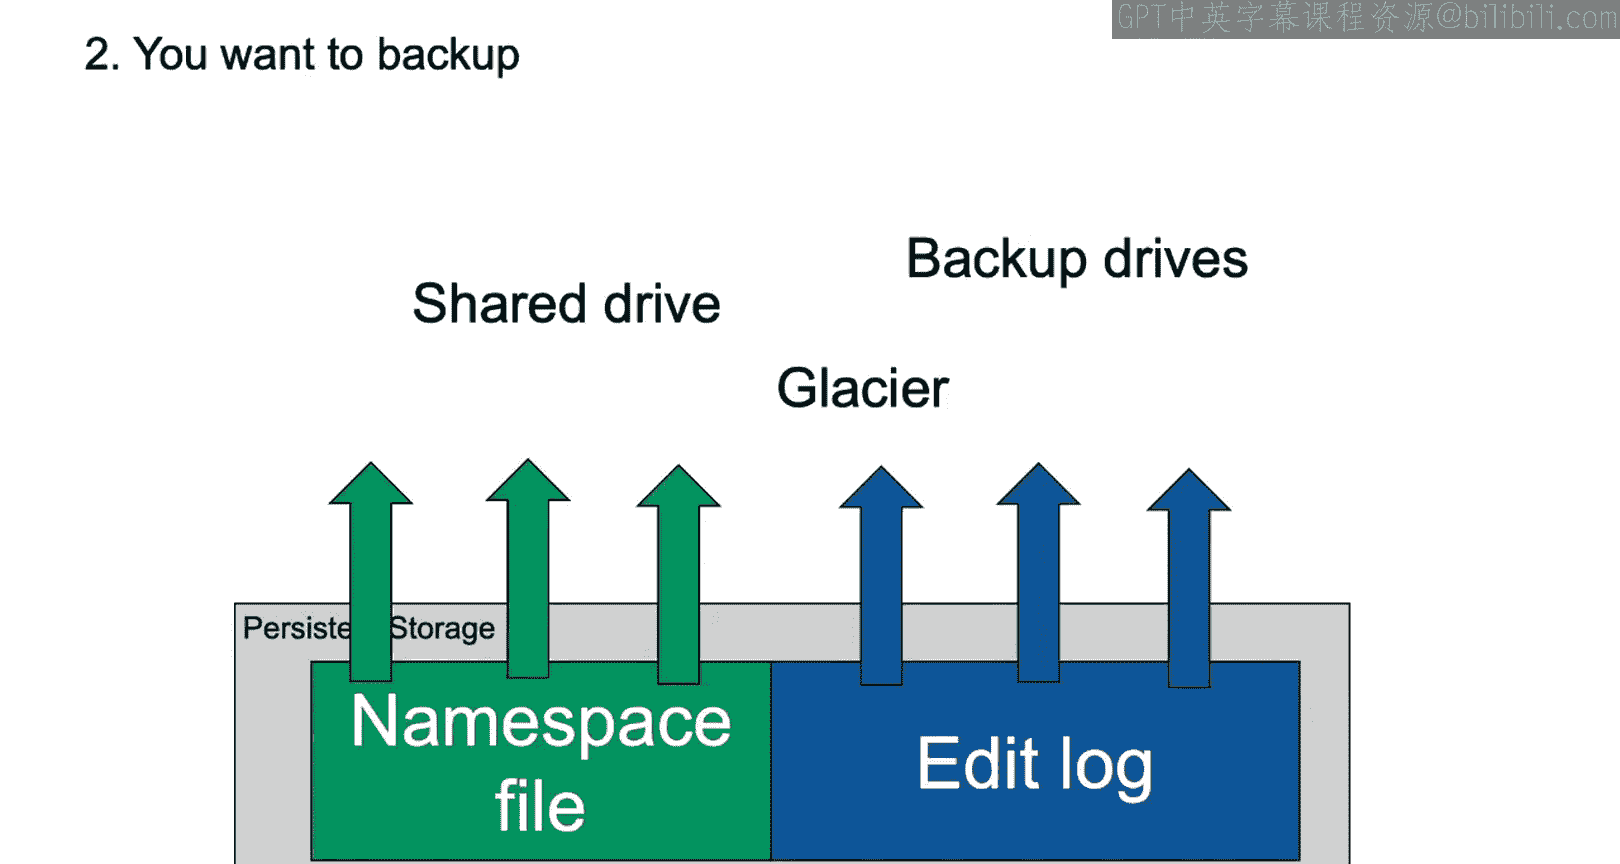 GPT中英字幕课程资源@bilibili.com
2. You want to backup
Backup drives
Shared drive
Glacier
Persiste Storage
Namespace
file
Edit log